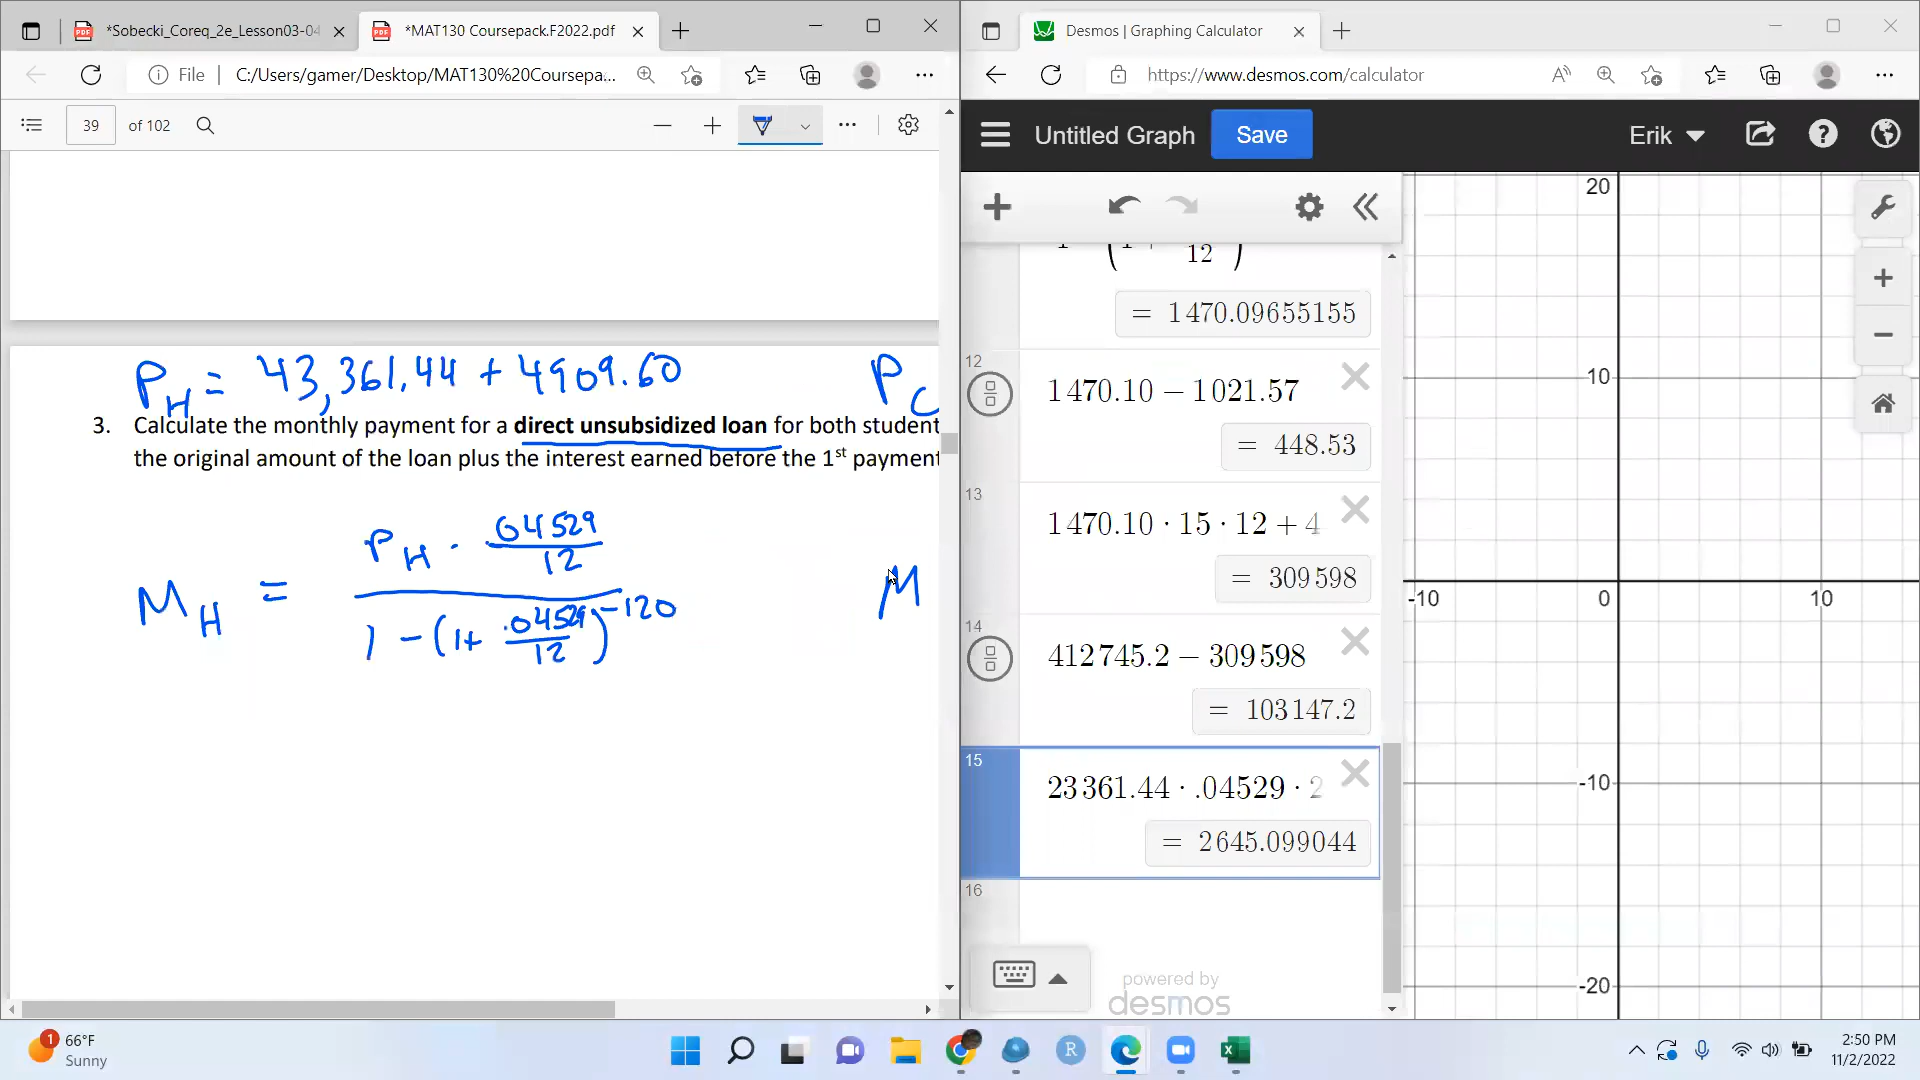 *Sobecki_Coreq_2e_Lesson03-04
*MAT130 Coursepack.F2022.pdf
File
C:/Users/gamer/Desktop/MAT130%20Coursepa...
39 of 102
P_H = 43,361.44 + 4909.60
P_C
3. Calculate the monthly payment for a direct unsubsidized loan for both student
the original amount of the loan plus the interest earned before the 1st payment
M_H = (P_H · .04529/12) / (1 − (1 + .04529/12)^−120)
M
66°F
Sunny
1
Desmos | Graphing Calculator
https://www.desmos.com/calculator
Untitled Graph
Save
Erik
12
= 1470.09655155
12
1470.10 − 1021.57
= 448.53
13
1470.10 · 15 · 12 + 4
= 309598
14
412745.2 − 309598
= 103147.2
15
23361.44 · .04529 · 2
= 2645.099044
16
powered by
desmos
20
10
-10
0
10
-10
-20
2:50 PM
11/2/2022